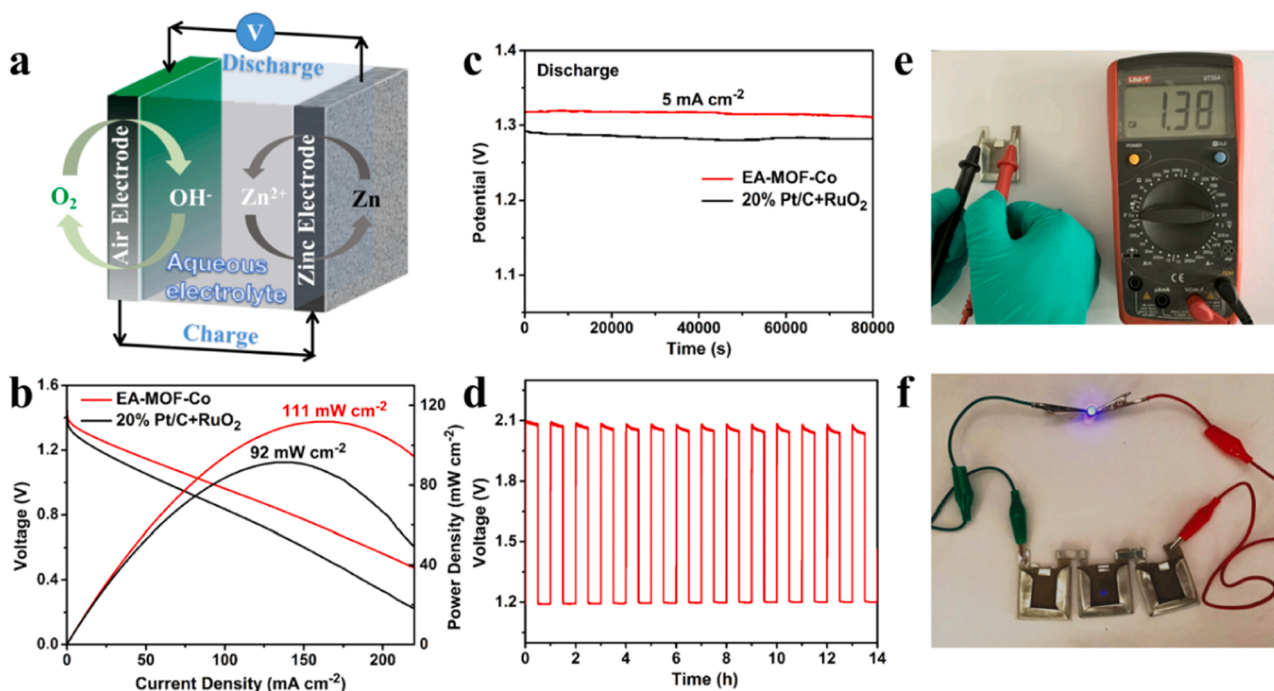 a
V
Discharge
Air Electrode
O₂
OH⁻
Zn²⁺
Zn
Zinc Electrode
Aqueous
electrolyte
Charge
b
EA-MOF-Co
20% Pt/C+RuO₂
111 mW cm⁻²
92 mW cm⁻²
1.6
1.2
0.8
0.4
0.0
Voltage (V)
120
80
40
0
Power Density (mW cm⁻²)
0 50 100 150 200
Current Density (mA cm⁻²)
c
Discharge
5 mA cm⁻²
EA-MOF-Co
20% Pt/C+RuO₂
1.4
1.3
1.2
1.1
Potential (V)
0 20000 40000 60000 80000
Time (s)
d
2.4
2.1
1.8
1.5
1.2
Voltage (V)
0 2 4 6 8 10 12 14
Time (h)
e
UNI-T
1.38
POWER
CE
f